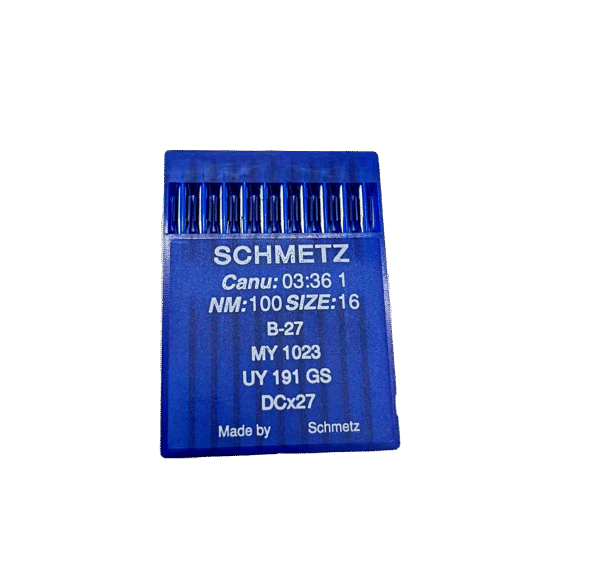 SCHMETZ
Canu: 03:36 1
NM:100 SIZE:16
B-27
MY 1023
UY 191 GS
DCx27
Made by Schmetz